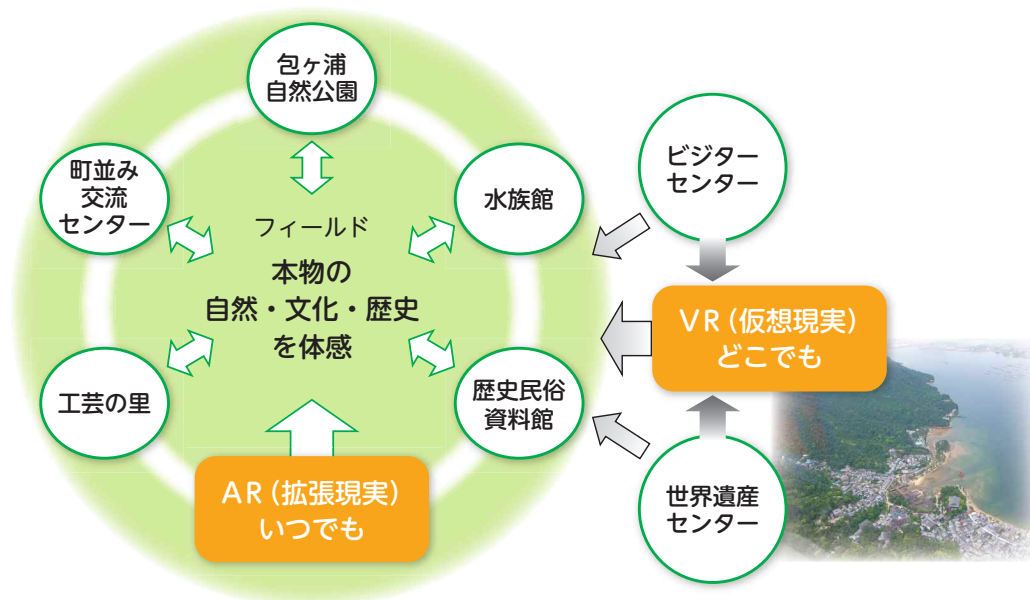 包ヶ浦
自然公園
町並み
交流
センター
水族館
フィールド
本物の
自然・文化・歴史
を体感
工芸の里
歴史民俗
資料館
AR(拡張現実)
いつでも
ビジター
センター
VR(仮想現実)
どこでも
世界遺産
センター